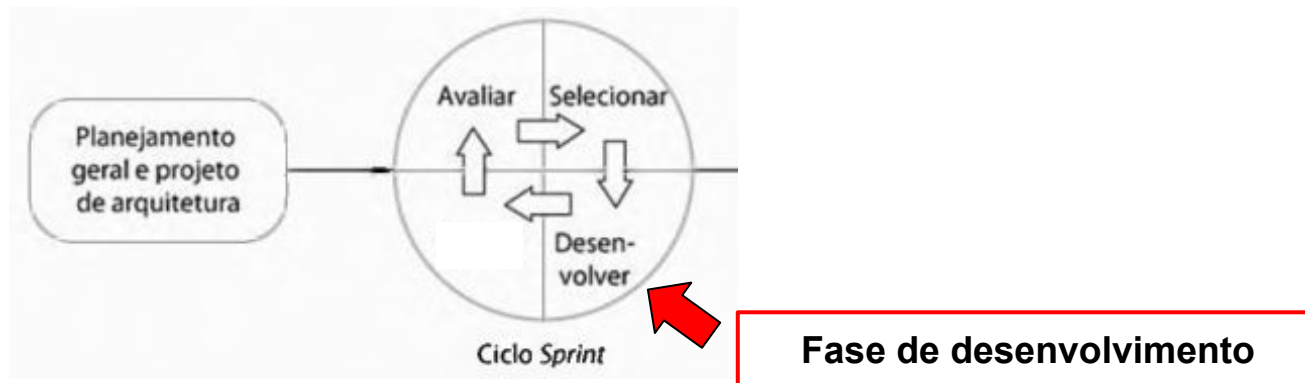 Planejamento
geral e projeto
de arquitetura
Avaliar
Selecionar
Desen-
volver
Ciclo Sprint
Fase de desenvolvimento